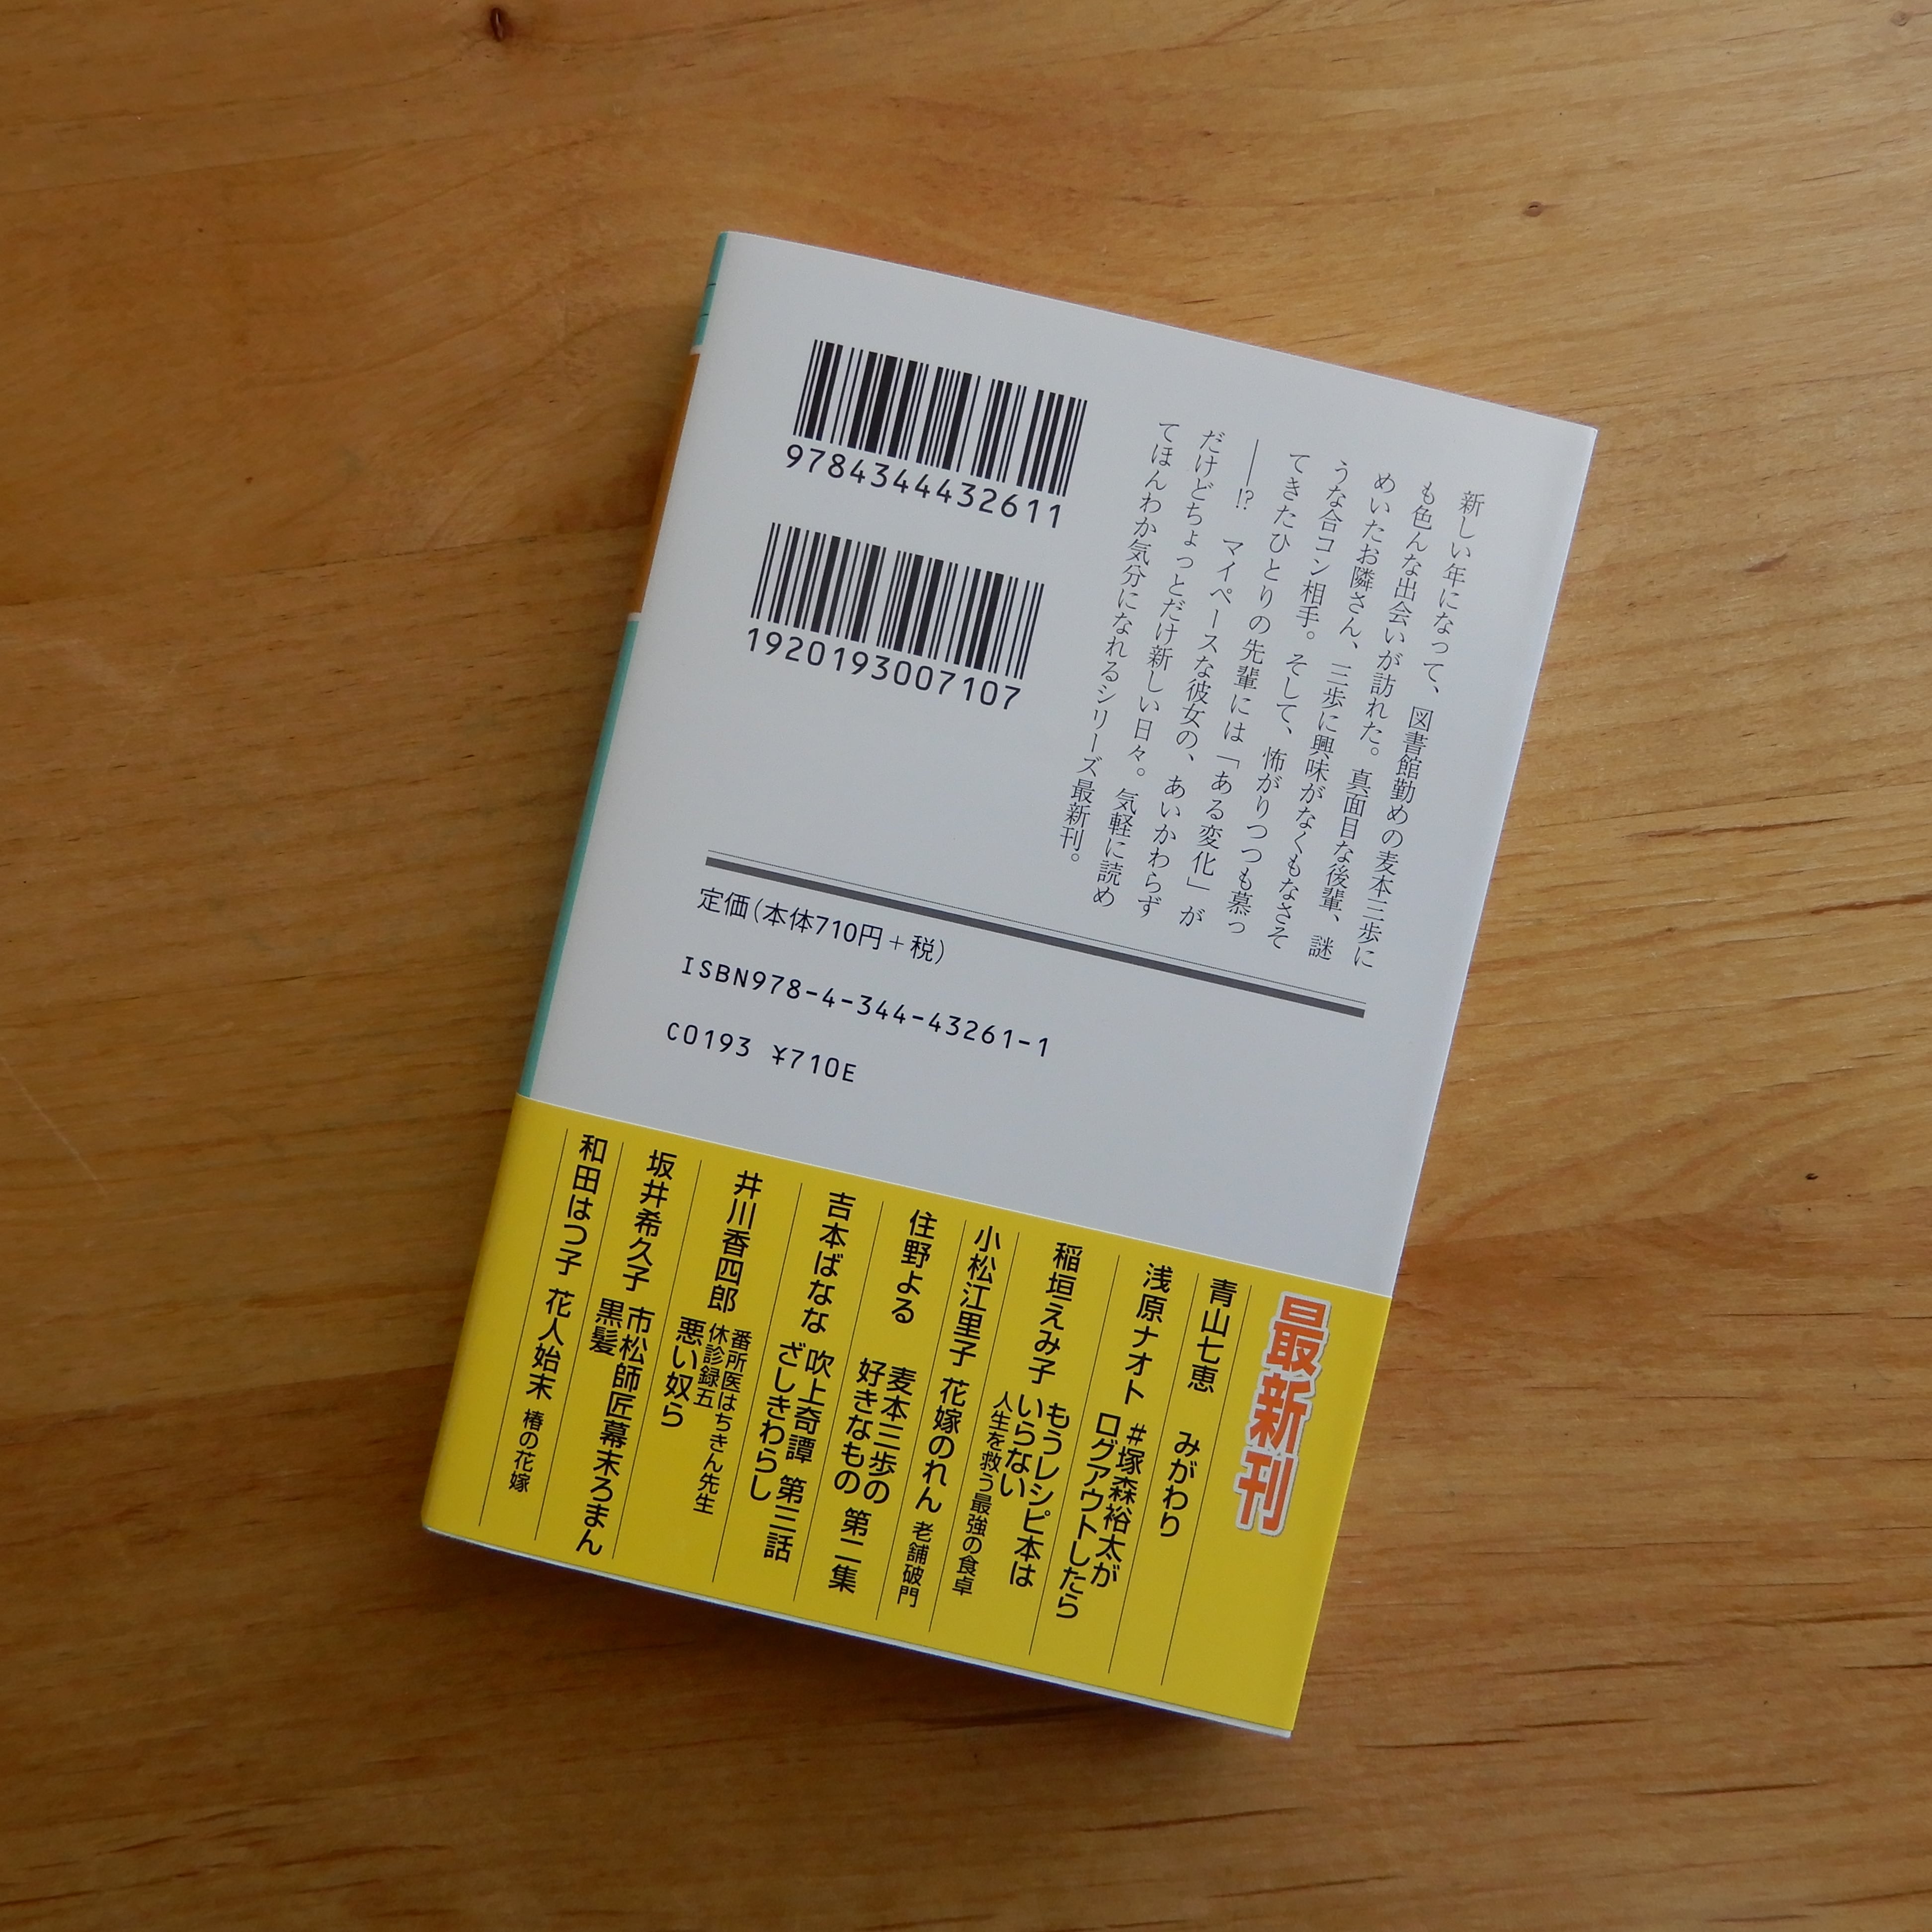 新しい年になって、図書館勤めの麦本三歩に
も色んな出会いが訪れた。真面目な後輩、謎
めいたお隣さん、三歩に興味がなくもなさそ
うな合コン相手。そして、怖がりつつも慕っ
てきたひとりの先輩には「ある変化」が
――!? マイペースな彼女の、あいかわらず
だけどちょっとだけ新しい日々。気軽に読め
てほんわか気分になれるシリーズ最新刊。
9784344432611
1920193007107
定価(本体710円+税)
ISBN978-4-344-43261-1
C0193 ¥710E
最新刊
青山七恵 みがわり
浅原ナオト #塚森裕太が
ログアウトしたら
稲垣えみ子 もうレシピ本は
いらない
人生を救う最強の食卓
小松江里子 花嫁のれん 老舗破門
住野よる 麦本三歩の
好きなもの 第二集
吉本ばなな 吹上奇譚 第三話
ざしきわらし
井川香四郎 番所医はちきん先生
休診録五
悪い奴ら
坂井希久子 市松師匠幕末ろまん
黒髪
和田はつ子 花人始末 椿の花嫁